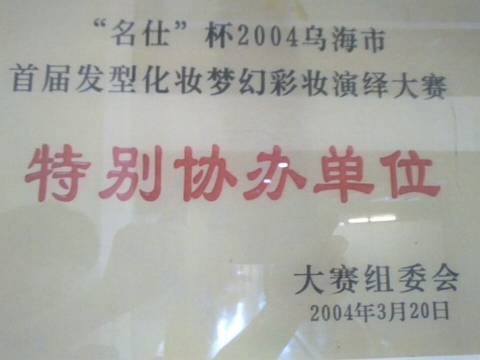 “名仕”杯2004乌海市
首届发型化妆梦幻彩妆演绎大赛
特别协办单位
大赛组委会
2004年3月20日